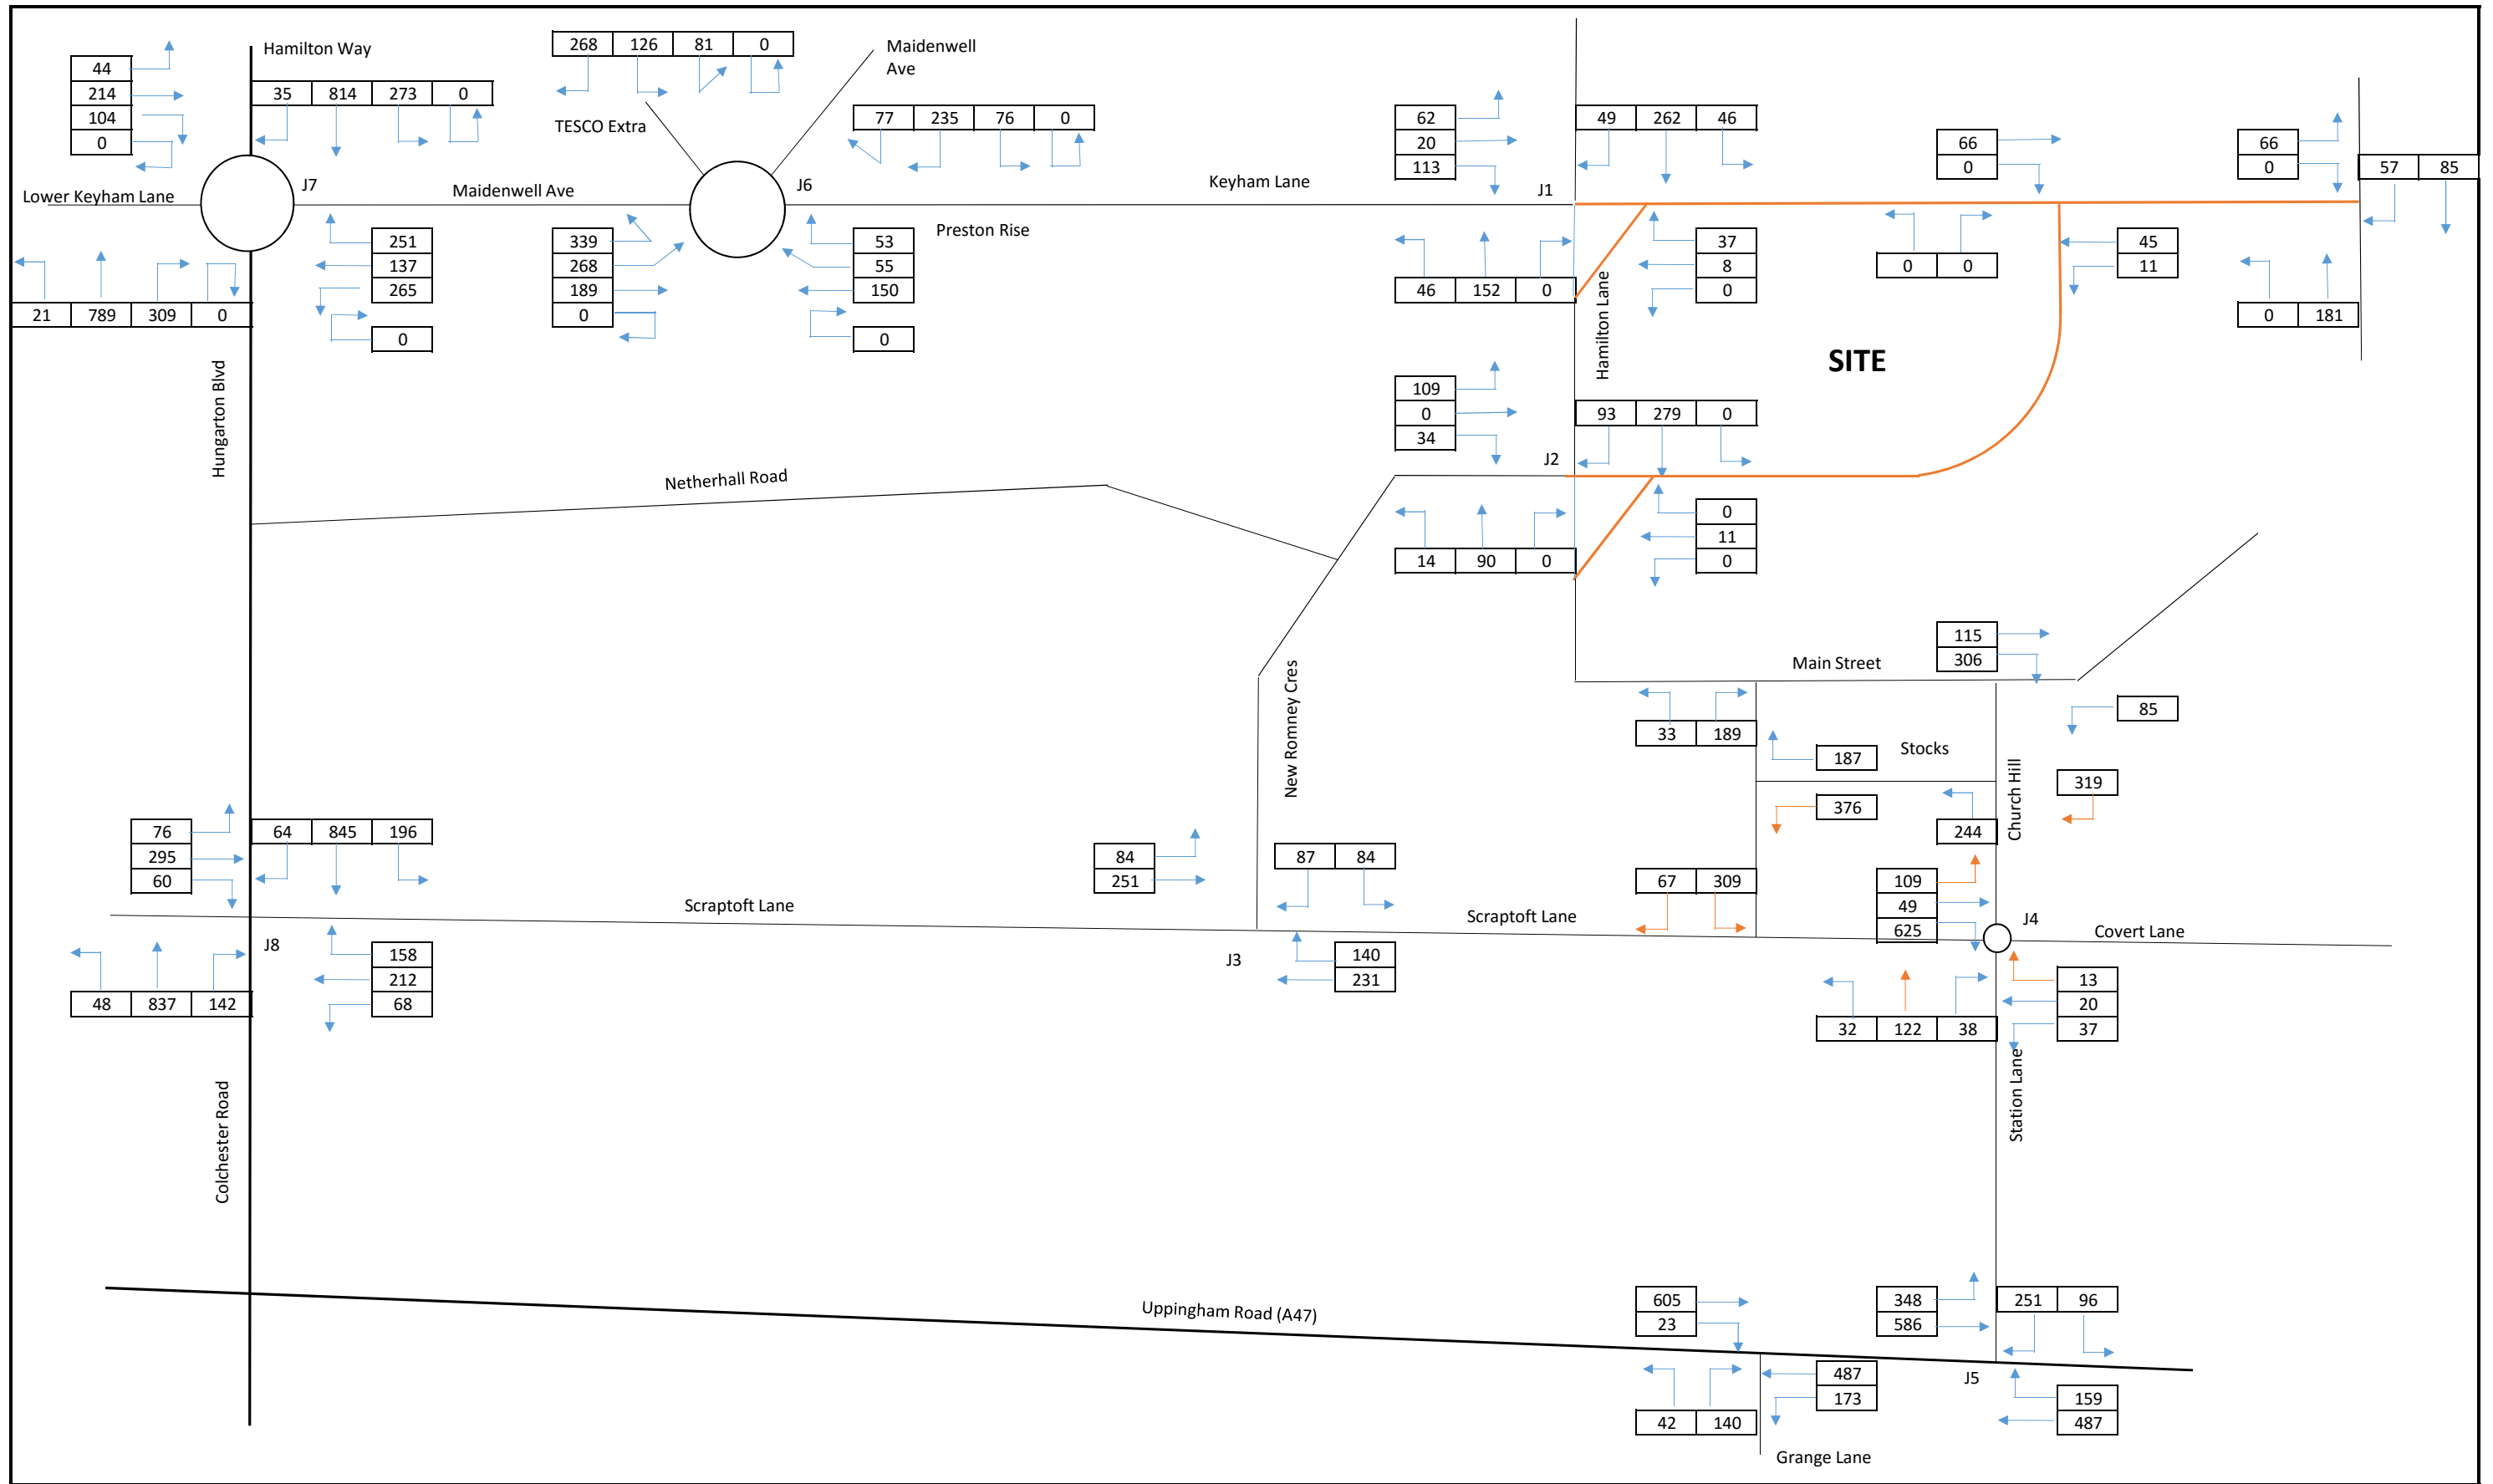 Hamilton Way
268 126 81 0
Maidenwell
Ave
44
214
104
0
35 814 273 0
TESCO Extra
77 235 76 0
62
20
113
49 262 46
66
0
66
0
57 85
Lower Keyham Lane
J7
Maidenwell Ave
J6
Keyham Lane
J1
Preston Rise
251
137
265
0
339
268
189
0
53
55
150
0
21 789 309 0
46 152 0
37
8
0
0 0
45
11
0 181
Hamilton Lane
SITE
Hungarton Blvd
109
0
34
93 279 0
J2
Netherhall Road
14 90 0
0
11
0
115
306
Main Street
New Romney Cres
33 189
85
187
Stocks
Church Hill
319
376
244
76
295
60
64 845 196
84
251
87 84
67 309
109
49
625
Scraptoft Lane
Scraptoft Lane
J4
Covert Lane
J8
J3
158
212
68
140
231
48 837 142
32 122 38
13
20
37
Colchester Road
Station Lane
Uppingham Road (A47)
605
23
348
586
251 96
J5
487
173
159
487
42 140
Grange Lane